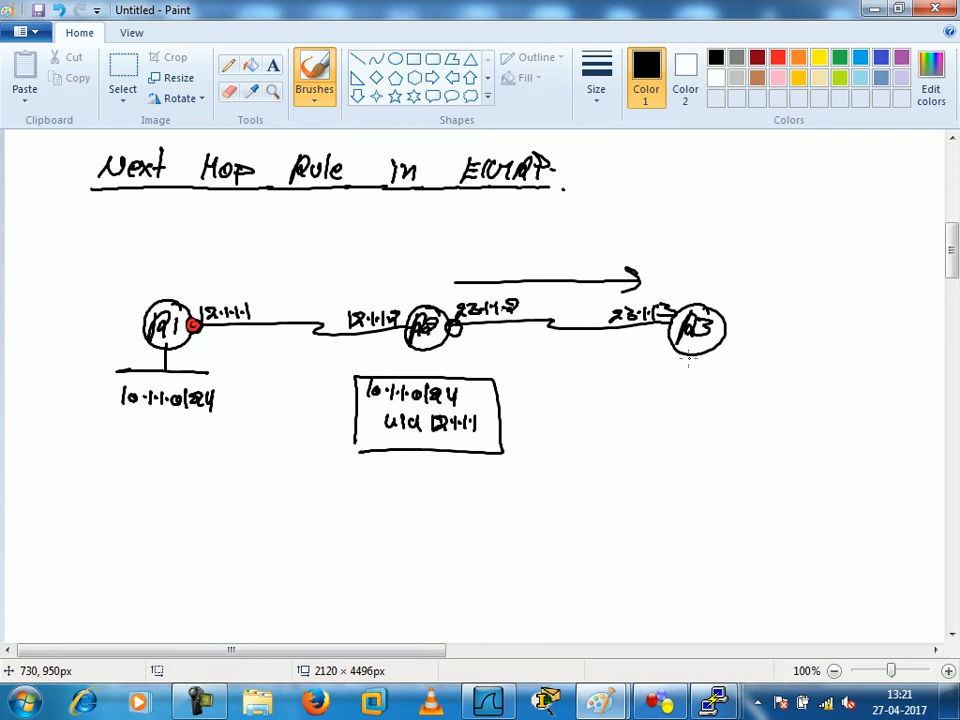 Untitled - Paint
Home
View
Paste
Cut
Copy
Clipboard
Select
Crop
Resize
Rotate
Image
Tools
Brushes
Outline
Fill
Shapes
Size
Color 1
Color 2
Edit colors
Colors
Next Hop Rule in EIGRP.
12.1.1.1
12.1.1.2
23.1.1.2
23.1.1.3
R1
R2
R3
10.1.1.0/24
10.1.1.0/24
via 12.1.1.1
730, 950px
2120 × 4496px
100%
13:21
27-04-2017